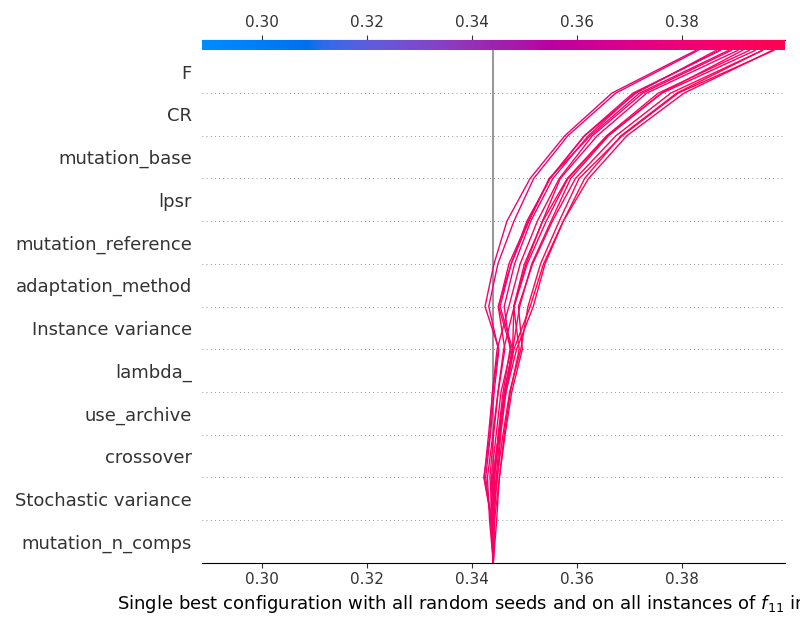 0.30 0.32 0.34 0.36 0.38
F
CR
mutation_base
lpsr
mutation_reference
adaptation_method
Instance variance
lambda_
use_archive
crossover
Stochastic variance
mutation_n_comps
0.30 0.32 0.34 0.36 0.38
Single best configuration with all random seeds and on all instances of f₁₁ i